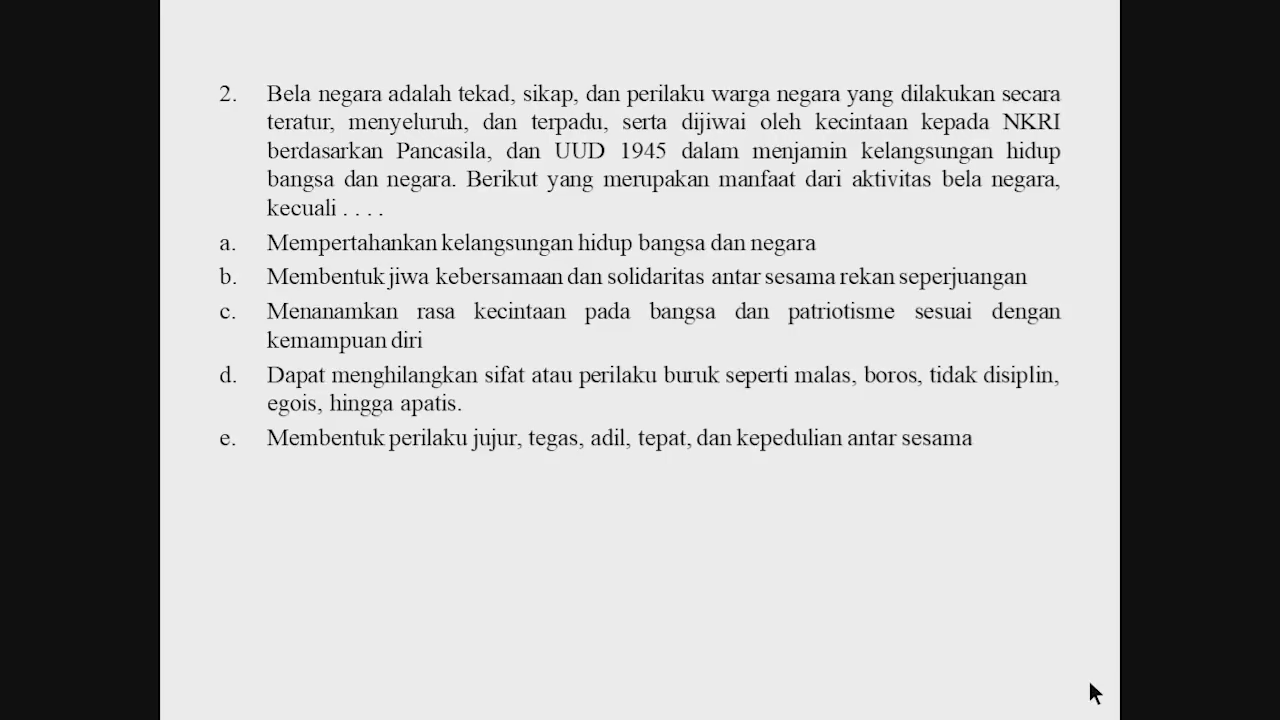 2. Bela negara adalah tekad, sikap, dan perilaku warga negara yang dilakukan secara
teratur, menyeluruh, dan terpadu, serta dijiwai oleh kecintaan kepada NKRI
berdasarkan Pancasila, dan UUD 1945 dalam menjamin kelangsungan hidup
bangsa dan negara. Berikut yang merupakan manfaat dari aktivitas bela negara,
kecuali . . . .
a. Mempertahankan kelangsungan hidup bangsa dan negara
b. Membentuk jiwa kebersamaan dan solidaritas antar sesama rekan seperjuangan
c. Menanamkan rasa kecintaan pada bangsa dan patriotisme sesuai dengan
kemampuan diri
d. Dapat menghilangkan sifat atau perilaku buruk seperti malas, boros, tidak disiplin,
egois, hingga apatis.
e. Membentuk perilaku jujur, tegas, adil, tepat, dan kepedulian antar sesama